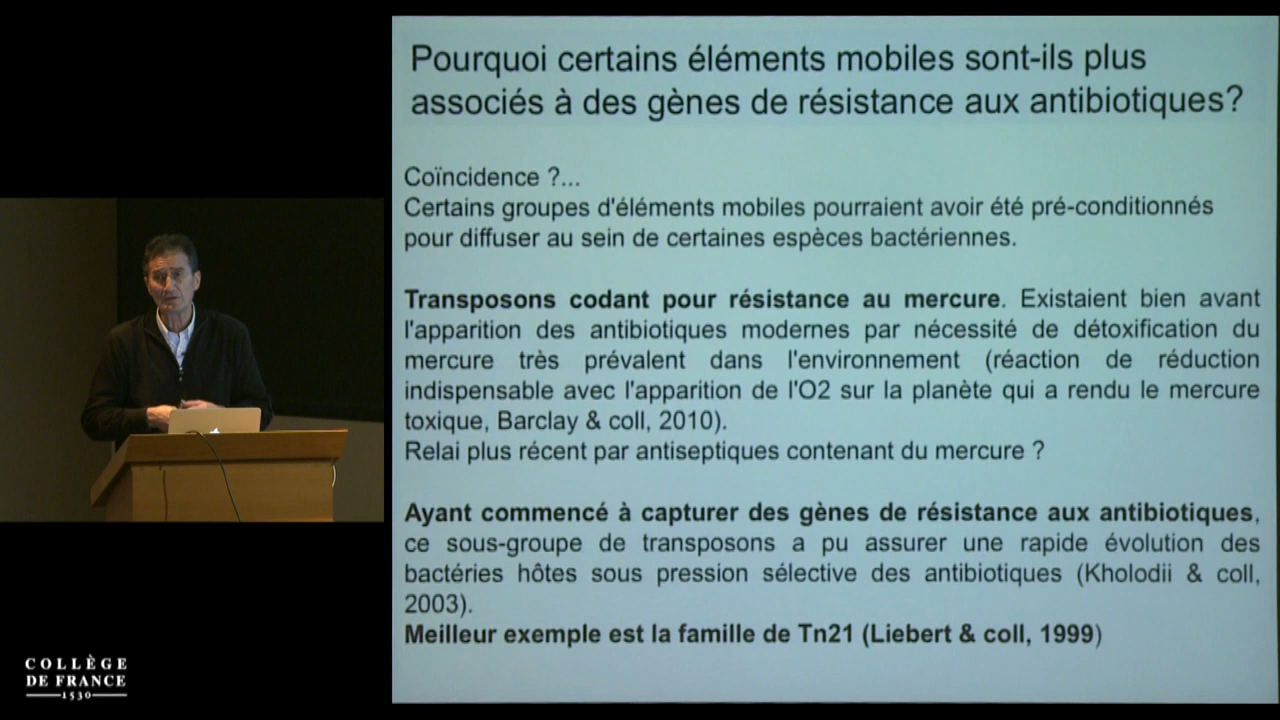 Pourquoi certains éléments mobiles sont-ils plus
associés à des gènes de résistance aux antibiotiques?
Coïncidence ?...
Certains groupes d'éléments mobiles pourraient avoir été pré-conditionnés
pour diffuser au sein de certaines espèces bactériennes.
Transposons codant pour résistance au mercure. Existaient bien avant
l'apparition des antibiotiques modernes par nécessité de détoxification du
mercure très prévalent dans l'environnement (réaction de réduction
indispensable avec l'apparition de l'O2 sur la planète qui a rendu le mercure
toxique, Barclay & coll, 2010).
Relai plus récent par antiseptiques contenant du mercure ?
Ayant commencé à capturer des gènes de résistance aux antibiotiques,
ce sous-groupe de transposons a pu assurer une rapide évolution des
bactéries hôtes sous pression sélective des antibiotiques (Kholodii & coll,
2003).
Meilleur exemple est la famille de Tn21 (Liebert & coll, 1999)
COLLÈGE
DE FRANCE
1530